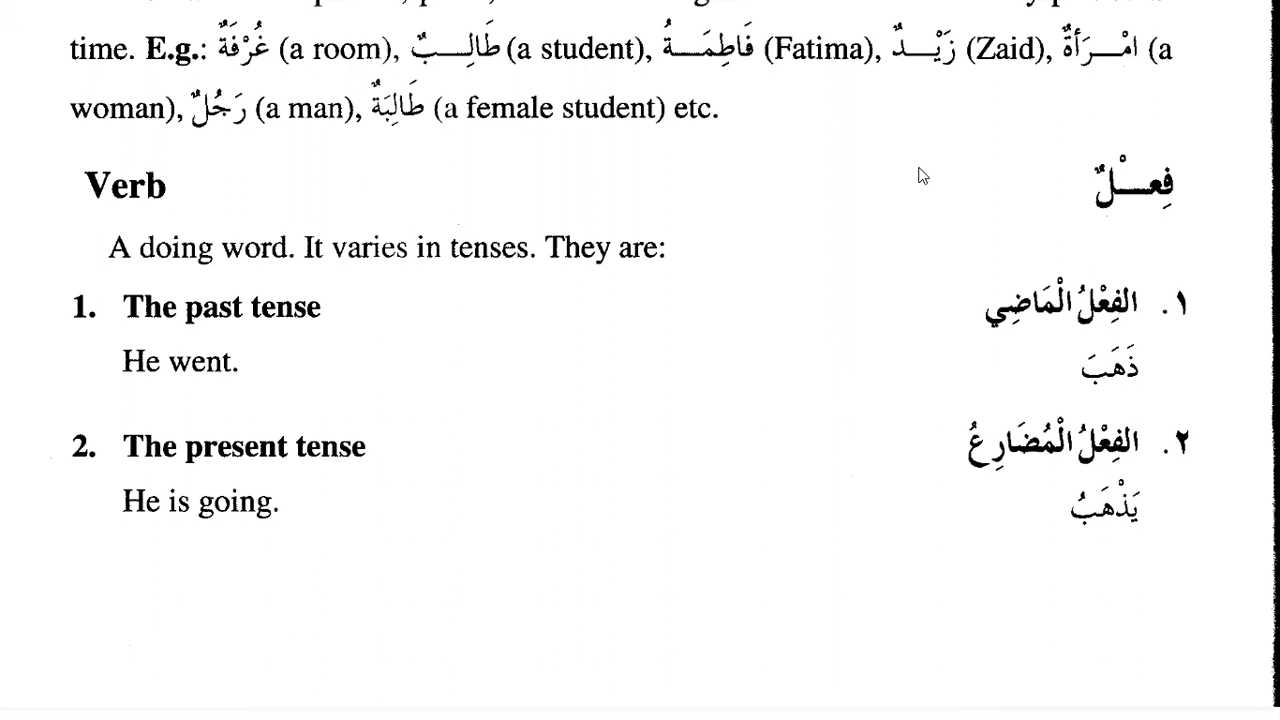 time. E.g.: غُرْفَةٌ (a room), طَالِبٌ (a student), فَاطِمَةُ (Fatima), زَيْدٌ (Zaid), امْرَأَةٌ (a
woman), رَجُلٌ (a man), طَالِبَةٌ (a female student) etc.
Verb فِعْلٌ
A doing word. It varies in tenses. They are:
1. The past tense ١. الفِعْلُ الْمَاضِي
He went. ذَهَبَ
2. The present tense ٢. الفِعْلُ الْمُضَارِعُ
He is going. يَذْهَبُ